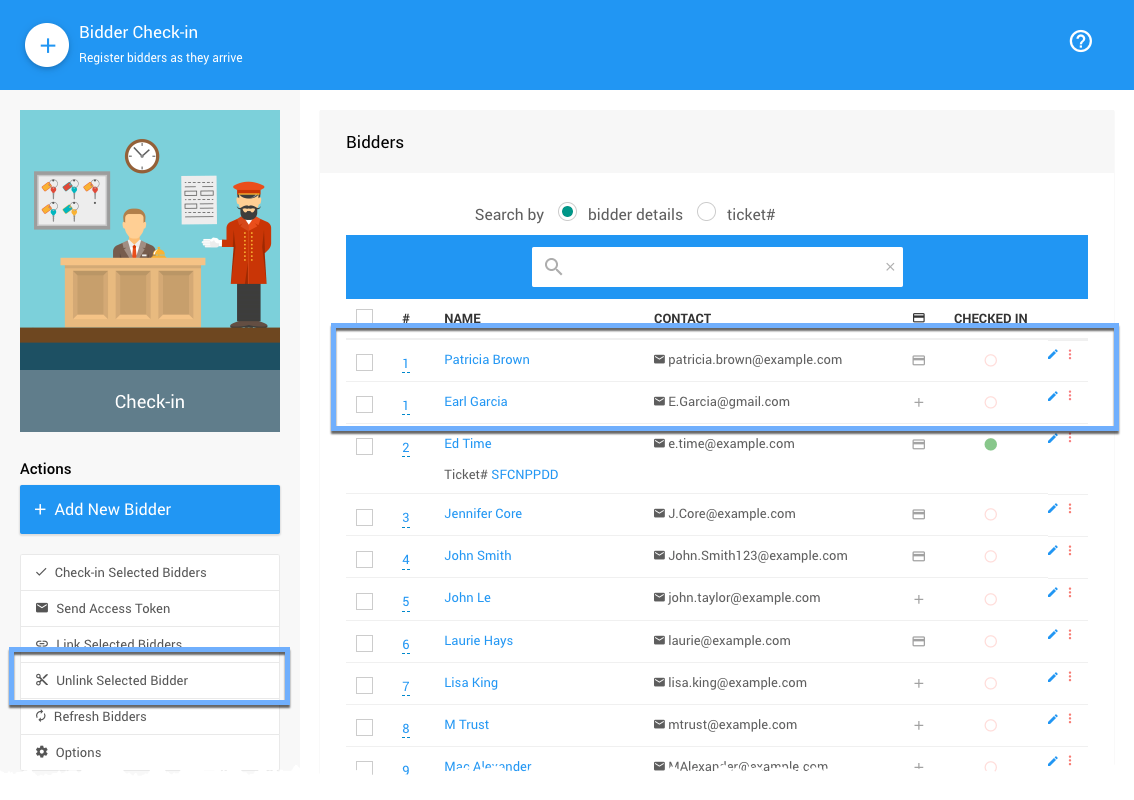 Bidder Check-in
Register bidders as they arrive
Check-in
Actions
+ Add New Bidder
Check-in Selected Bidders
Send Access Token
Link Selected Bidders
Unlink Selected Bidder
Refresh Bidders
Options
Bidders
Search by bidder details ticket#
# NAME CONTACT CHECKED IN
1 Patricia Brown patricia.brown@example.com
1 Earl Garcia E.Garcia@gmail.com +
2 Ed Time e.time@example.com
Ticket# SFCNPPDD
3 Jennifer Core J.Core@example.com
4 John Smith John.Smith123@example.com
5 John Le john.taylor@example.com +
6 Laurie Hays laurie@example.com
7 Lisa King lisa.king@example.com +
8 M Trust mtrust@example.com +
9 Mac Alexander MAlexander@example.com +